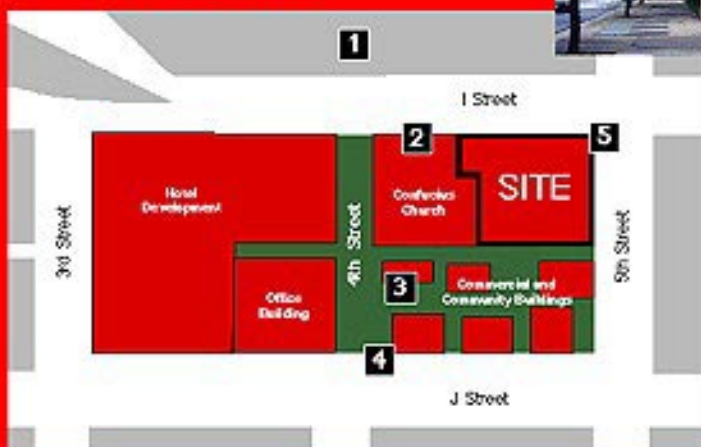 1
I Street
2
5
Hotel
Development
Confucius
Church
SITE
3rd Street
4th Street
5th Street
3
Commercial and
Community Buildings
Office
Building
4
J Street